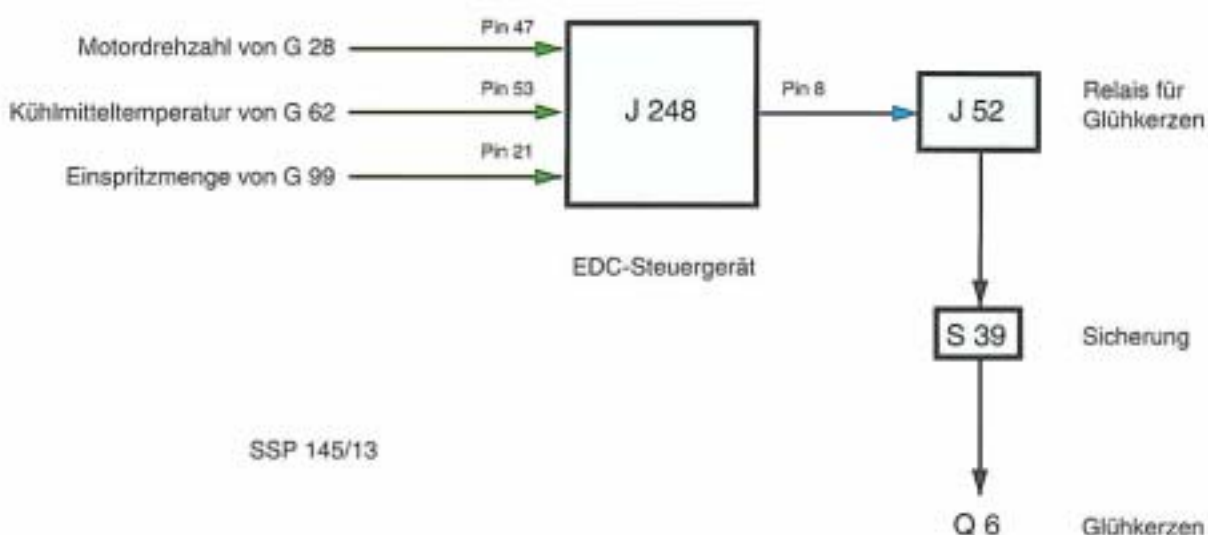 Motordrehzahl von G 28
Pin 47
Kühlmitteltemperatur von G 62
Pin 53
Einspritzmenge von G 99
Pin 21
J 248
EDC-Steuergerät
Pin 8
J 52
Relais für
Glühkerzen
S 39
Sicherung
SSP 145/13
Q 6
Glühkerzen